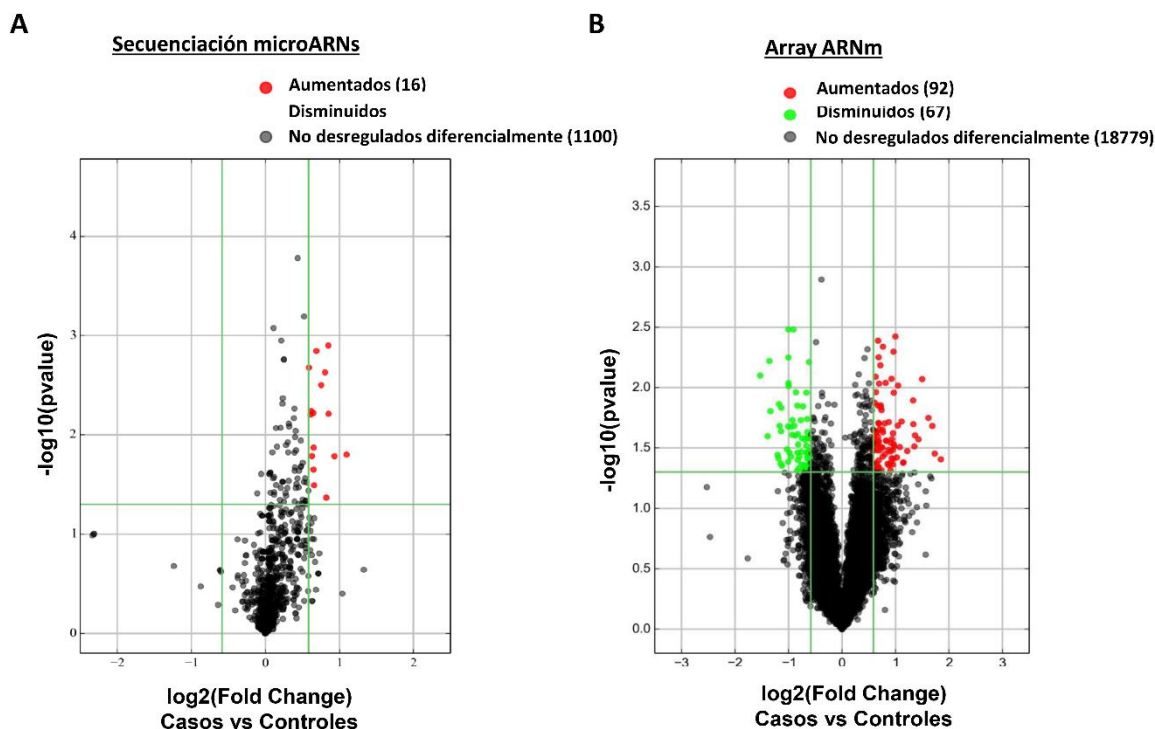 A
Secuenciación microARNs
Aumentados (16)
Disminuidos
No desregulados diferencialmente (1100)
4
3
2
1
0
-log10(pvalue)
−2
−1
0
1
2
log2(Fold Change)
Casos vs Controles
B
Array ARNm
Aumentados (92)
Disminuidos (67)
No desregulados diferencialmente (18779)
3.5
3.0
2.5
2.0
1.5
1.0
0.5
0.0
-log10(pvalue)
−3
−2
−1
0
1
2
3
log2(Fold Change)
Casos vs Controles